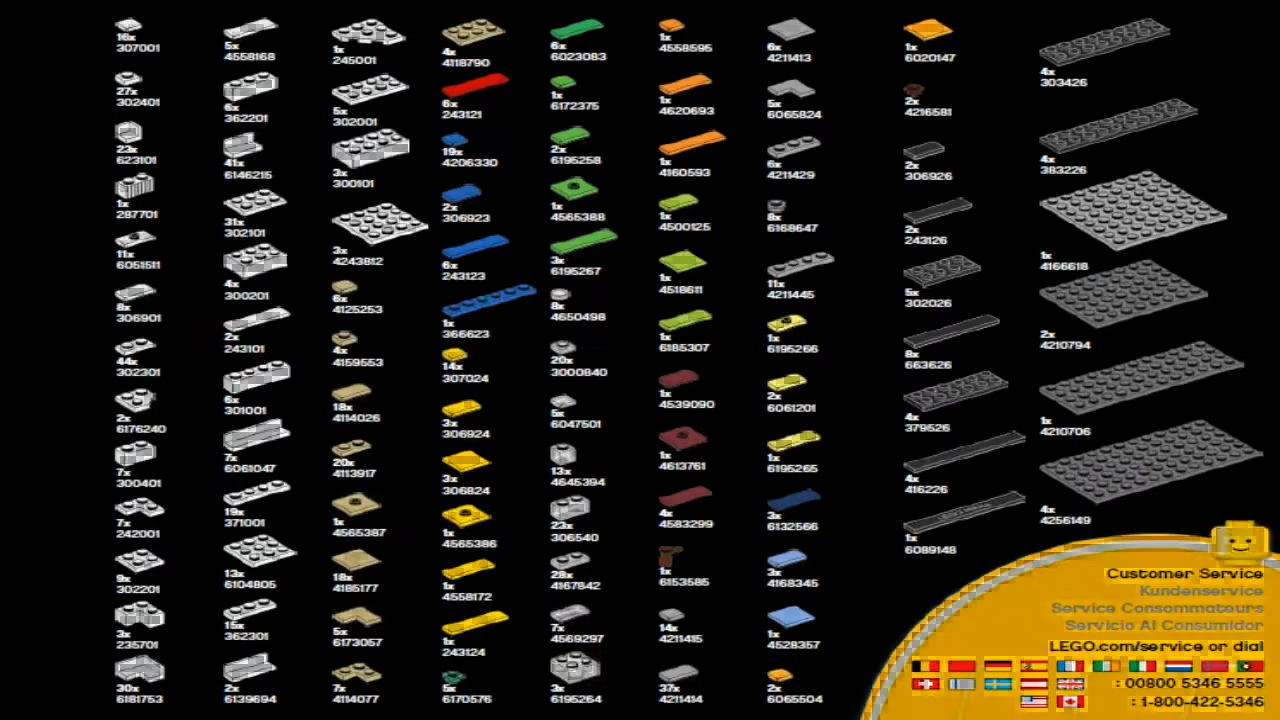 16x
307001
27x
302401
23x
623101
1x
287701
11x
6051511
8x
306901
44x
302301
2x
6176240
7x
300401
7x
242001
9x
302201
3x
235701
30x
6181753
5x
4558168
6x
362201
41x
6146215
31x
302101
4x
300201
2x
243101
6x
301001
7x
6061047
19x
371001
13x
6104805
15x
362301
2x
6139694
1x
245001
5x
302001
3x
300101
3x
4243812
6x
4125253
4x
4159553
18x
4114026
20x
4113917
1x
4565387
18x
4185177
5x
6173057
7x
4114077
4x
4118790
6x
243121
19x
4206330
2x
306923
6x
243123
1x
366623
14x
307024
3x
306924
3x
306824
1x
4565386
1x
4558172
1x
243124
5x
6170576
6x
6023083
1x
6172375
2x
6195258
1x
4565388
3x
6195267
8x
4650498
20x
3000840
5x
6047501
13x
4645394
23x
306540
28x
4167842
7x
4569297
3x
6195264
1x
4558595
1x
4620693
1x
4160593
1x
4500125
1x
4518611
1x
6185307
1x
4539090
1x
4613761
4x
4583299
1x
6153585
14x
4211415
37x
4211414
6x
4211413
5x
6065824
6x
4211429
8x
6168647
11x
4211445
1x
6195266
2x
6061201
1x
6195265
3x
6132566
3x
4168345
1x
4528357
2x
6065504
1x
6020147
2x
4216581
2x
306926
2x
243126
5x
302026
8x
663626
4x
379526
4x
416226
1x
6089148
4x
303426
4x
383226
1x
4166618
2x
4210794
1x
4210706
4x
4256149
Customer Service
Kundenservice
Service Consommateurs
Servicio Al Consumidor
LEGO.com/service or dial
: 00800 5346 5555
: 1-800-422-5346